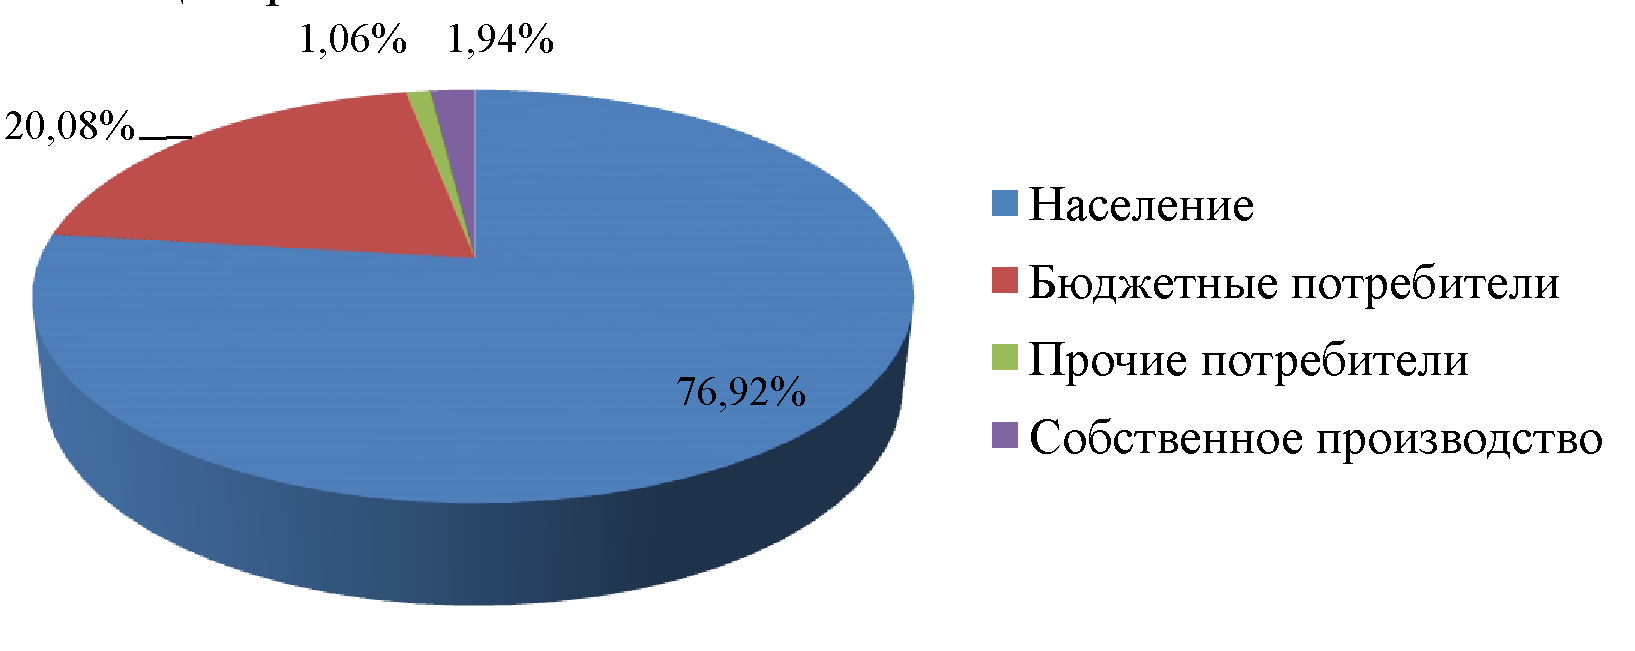 1,06% 1,94%
20,08%
76,92%
Население
Бюджетные потребители
Прочие потребители
Собственное производство